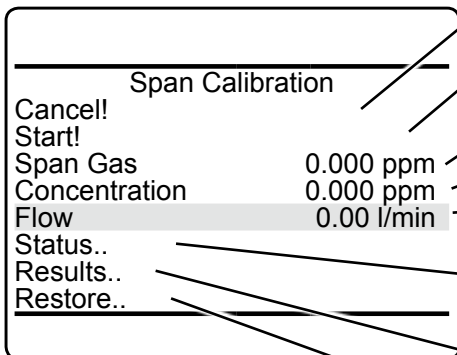 Span Calibration
Cancel!
Start!
Span Gas 0.000 ppm
Concentration 0.000 ppm
Flow 0.00 l/min
Status..
Results..
Restore..